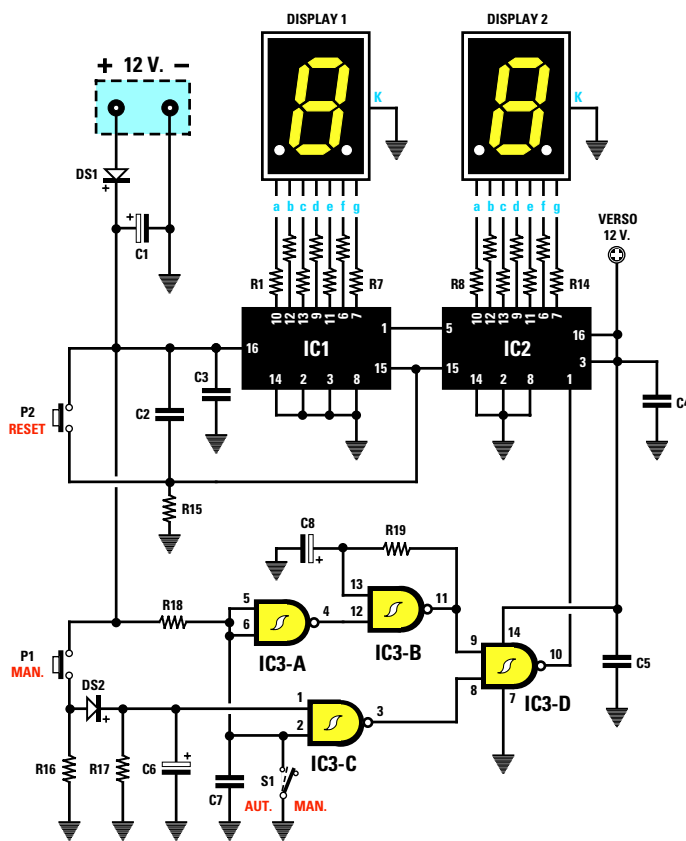 DISPLAY 1 DISPLAY 2
+ 12 V. −
K K
DS1
+
+
C1
a b c d e f g a b c d e f g
VERSO
12 V.
R1 R7 R8 R14
10 12 13 9 11 6 7 10 12 13 9 11 6 7
16 IC1 1 5 IC2 16
15 15 3
14 2 3 8 14 2 8 1
P2
RESET
C2
C3
C4
R15
C8
+
R19
R18
5
6
4
IC3-A
13
12
11
IC3-B
9
8
14
10
7
IC3-D
C5
P1
MAN.
DS2
+
1
2
3
IC3-C
R16
R17
C6
+
C7
S1
AUT. MAN.